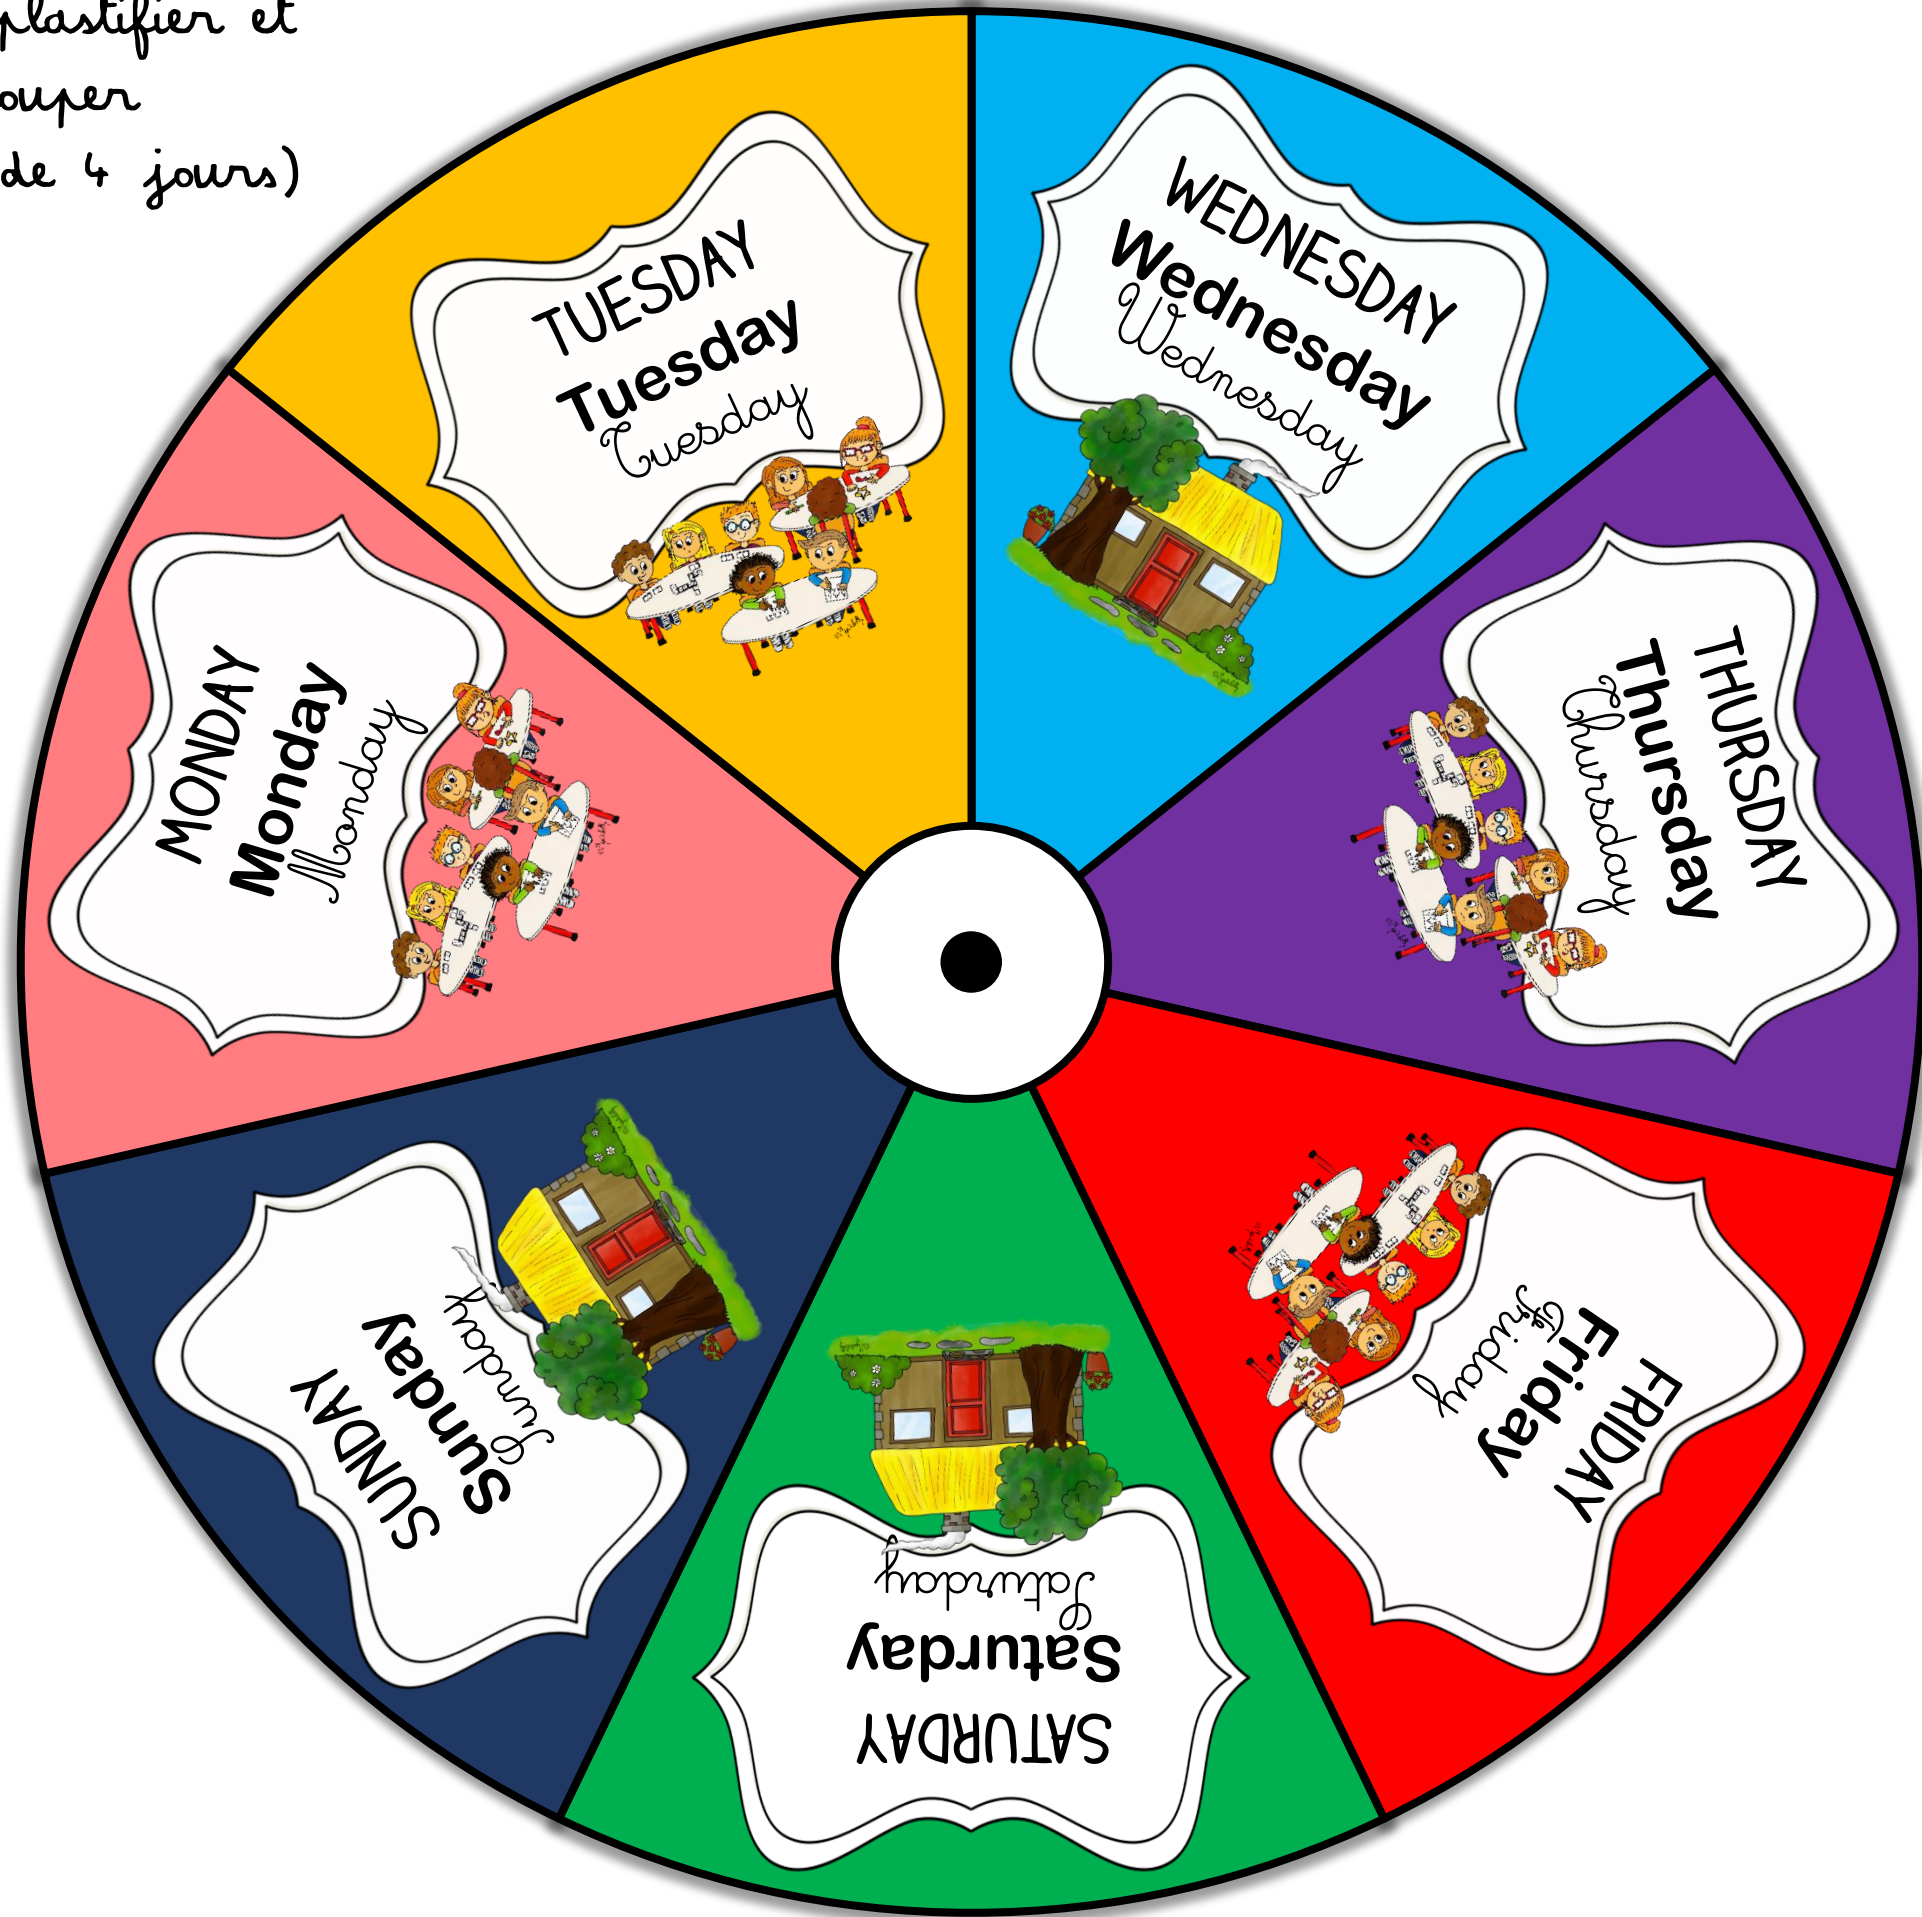 plastifier et
ouper
de 4 jours)
TUESDAY
Tuesday
Tuesday
WEDNESDAY
Wednesday
Wednesday
THURSDAY
Thursday
Thursday
FRIDAY
Friday
Friday
SATURDAY
Saturday
Saturday
SUNDAY
Sunday
Sunday
MONDAY
Monday
Monday